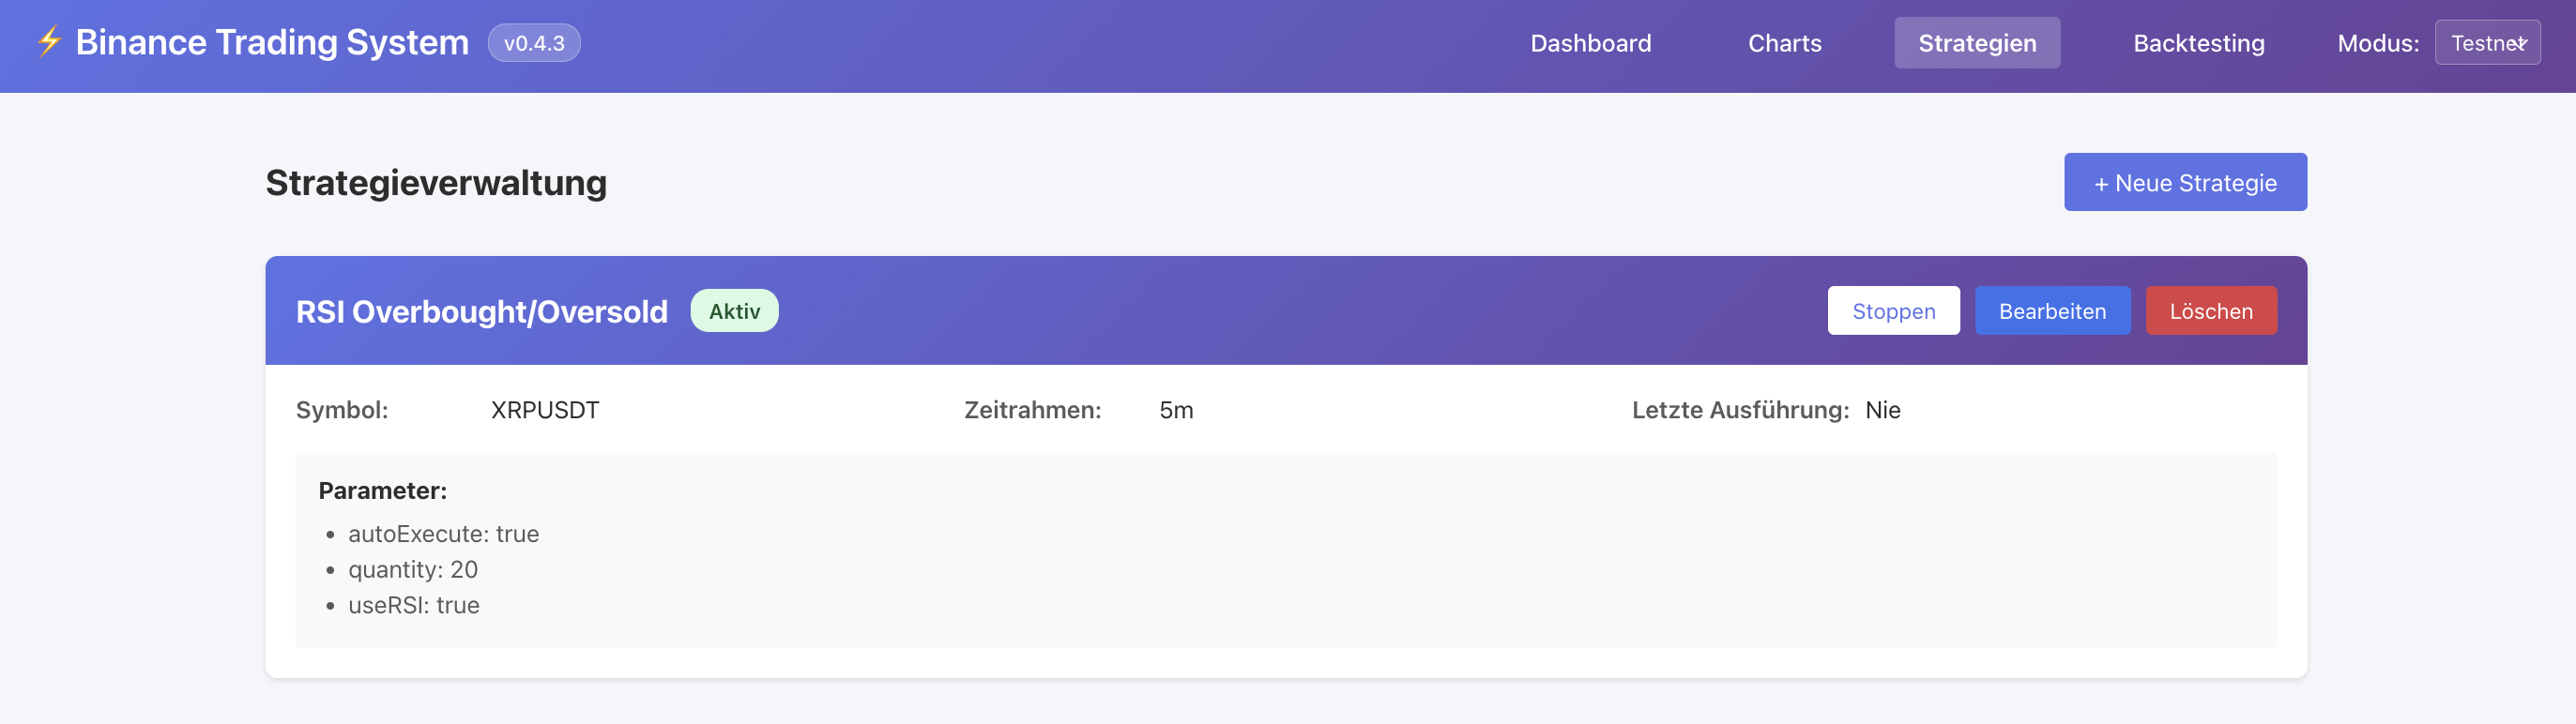 ⚡ Binance Trading System v0.4.3 Dashboard Charts Strategien Backtesting Modus: Testnet
Strategieverwaltung + Neue Strategie
RSI Overbought/Oversold Aktiv Stoppen Bearbeiten Löschen
Symbol: XRPUSDT Zeitrahmen: 5m Letzte Ausführung: Nie
Parameter:
• autoExecute: true
• quantity: 20
• useRSI: true